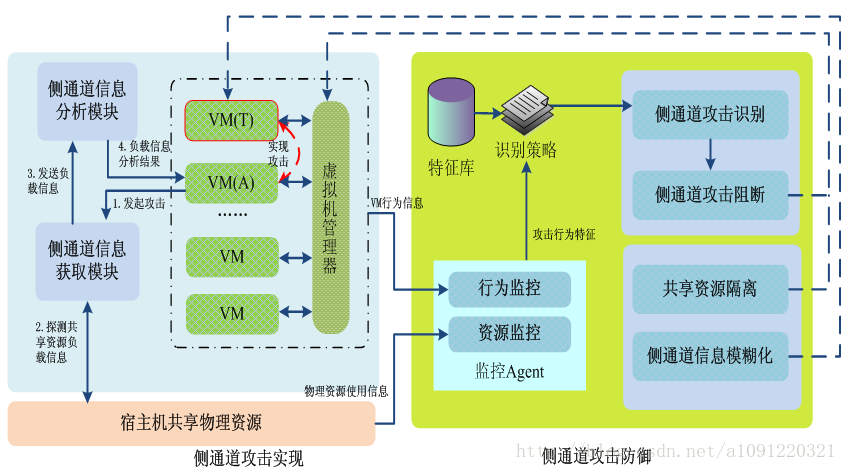 侧通道信息
分析模块
3.发送负
载信息
4.负载信息
分析结果
1.发起攻击
侧通道信息
获取模块
2.探测共
享资源负
载信息
VM(T)
实现
攻击
VM(A)
……
VM
VM
虚拟机管理器
VM行为信息
物理资源使用信息
宿主机共享物理资源
侧通道攻击实现
特征库
识别策略
攻击行为特征
行为监控
资源监控
监控Agent
侧通道攻击识别
侧通道攻击阻断
共享资源隔离
侧通道信息模糊化
侧通道攻击防御